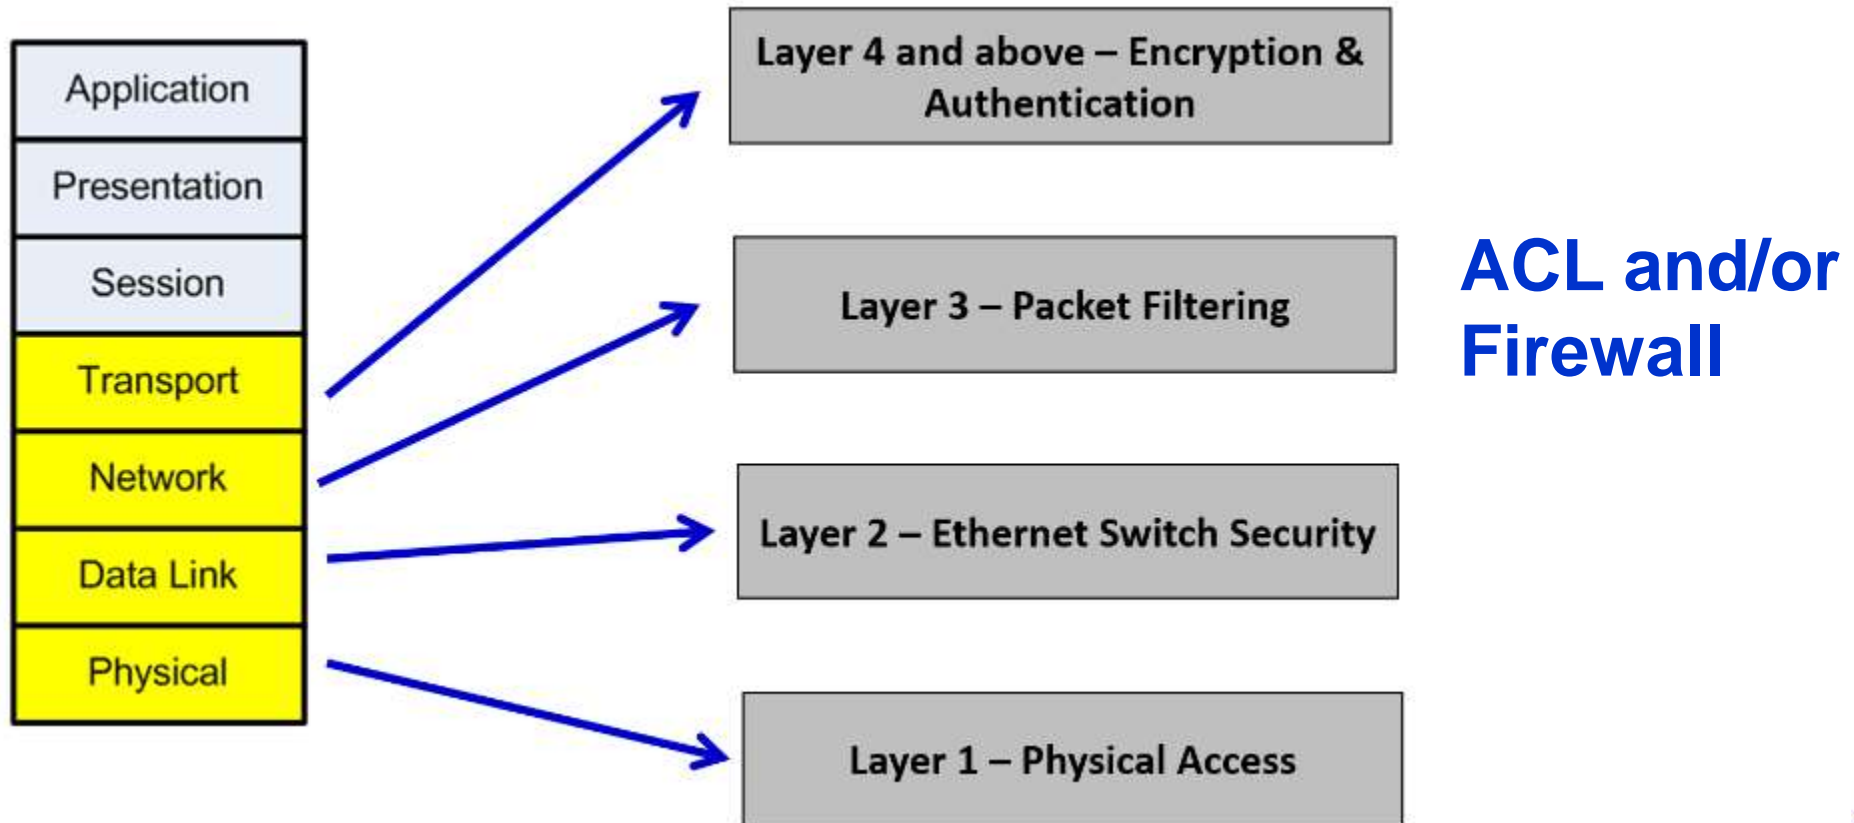 Application
Presentation
Session
Transport
Network
Data Link
Physical
Layer 4 and above – Encryption &
Authentication
Layer 3 – Packet Filtering
Layer 2 – Ethernet Switch Security
Layer 1 – Physical Access
ACL and/or
Firewall